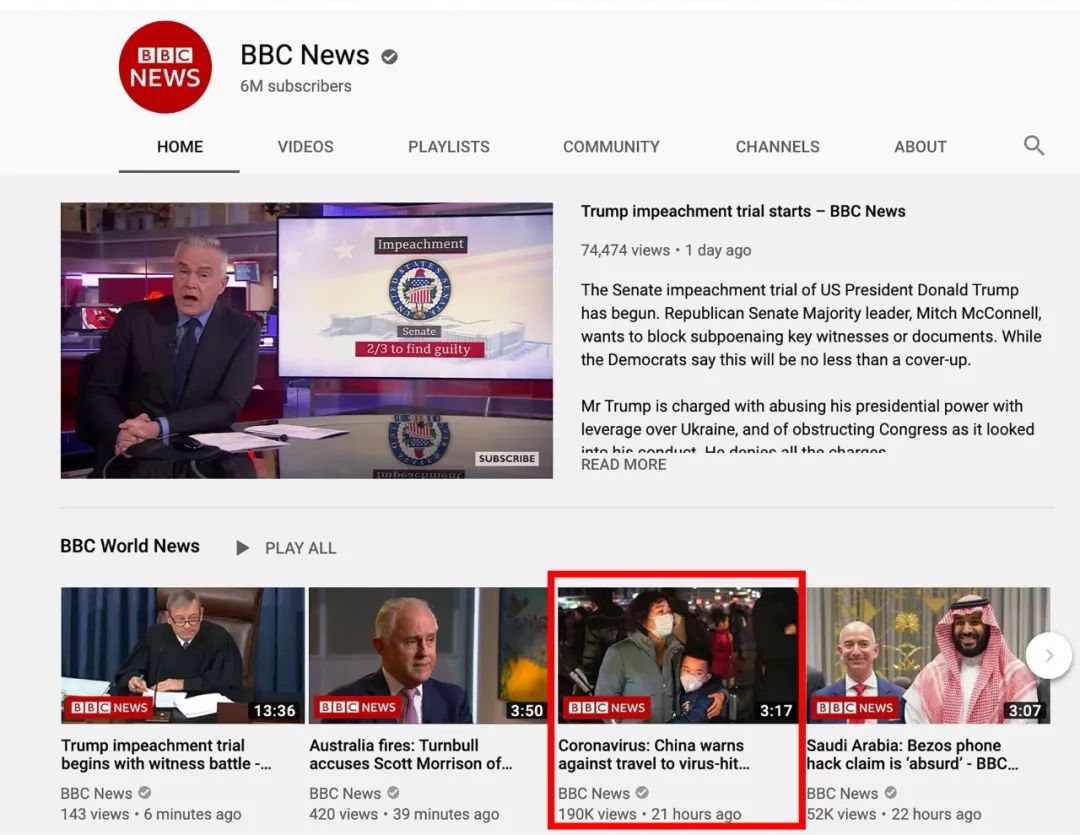 BBC
NEWS
BBC News
6M subscribers
HOME VIDEOS PLAYLISTS COMMUNITY CHANNELS ABOUT
Impeachment
UNITED STATES SENATE
Senate
2/3 to find guilty
SUBSCRIBE
Trump impeachment trial starts – BBC News
74,474 views • 1 day ago
The Senate impeachment trial of US President Donald Trump
has begun. Republican Senate Majority leader, Mitch McConnell,
wants to block subpoenaing key witnesses or documents. While
the Democrats say this will be no less than a cover-up.
Mr Trump is charged with abusing his presidential power with
leverage over Ukraine, and of obstructing Congress as it looked
into his conduct. He denies all the charges.
READ MORE
BBC World News PLAY ALL
BBC NEWS 13:36
Trump impeachment trial
begins with witness battle -...
BBC News
143 views • 6 minutes ago
BBC NEWS 3:50
Australia fires: Turnbull
accuses Scott Morrison of...
BBC News
420 views • 39 minutes ago
BBC NEWS 3:17
Coronavirus: China warns
against travel to virus-hit...
BBC News
190K views • 21 hours ago
BBC NEWS 3:07
Saudi Arabia: Bezos phone
hack claim is ‘absurd’ - BBC...
BBC News
52K views • 22 hours ago